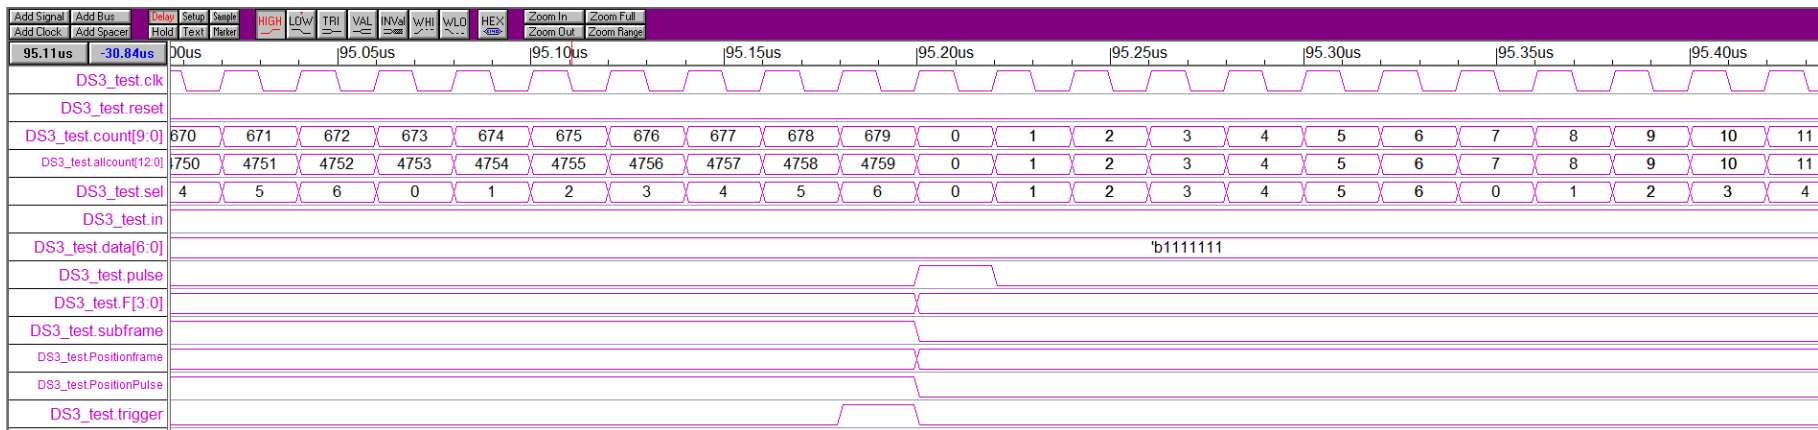 Add Signal Add Bus Delay Setup Sample HIGH LOW TRI VAL INVal WHI WLO HEX Zoom In Zoom Full
Add Clock Add Spacer Hold Text Marker Zoom Out Zoom Range
95.11us -30.84us 00us 95.05us 95.10us 95.15us 95.20us 95.25us 95.30us 95.35us 95.40us
DS3_test.clk
DS3_test.reset
DS3_test.count[9:0] 670 671 672 673 674 675 676 677 678 679 0 1 2 3 4 5 6 7 8 9 10 11
DS3_test.allcount[12:0] 4750 4751 4752 4753 4754 4755 4756 4757 4758 4759 0 1 2 3 4 5 6 7 8 9 10 11
DS3_test.sel 4 5 6 0 1 2 3 4 5 6 0 1 2 3 4 5 6 0 1 2 3 4
DS3_test.in
DS3_test.data[6:0] 'b1111111
DS3_test.pulse
DS3_test.F[3:0]
DS3_test.subframe
DS3_test.Positionframe
DS3_test.PositionPulse
DS3_test.trigger